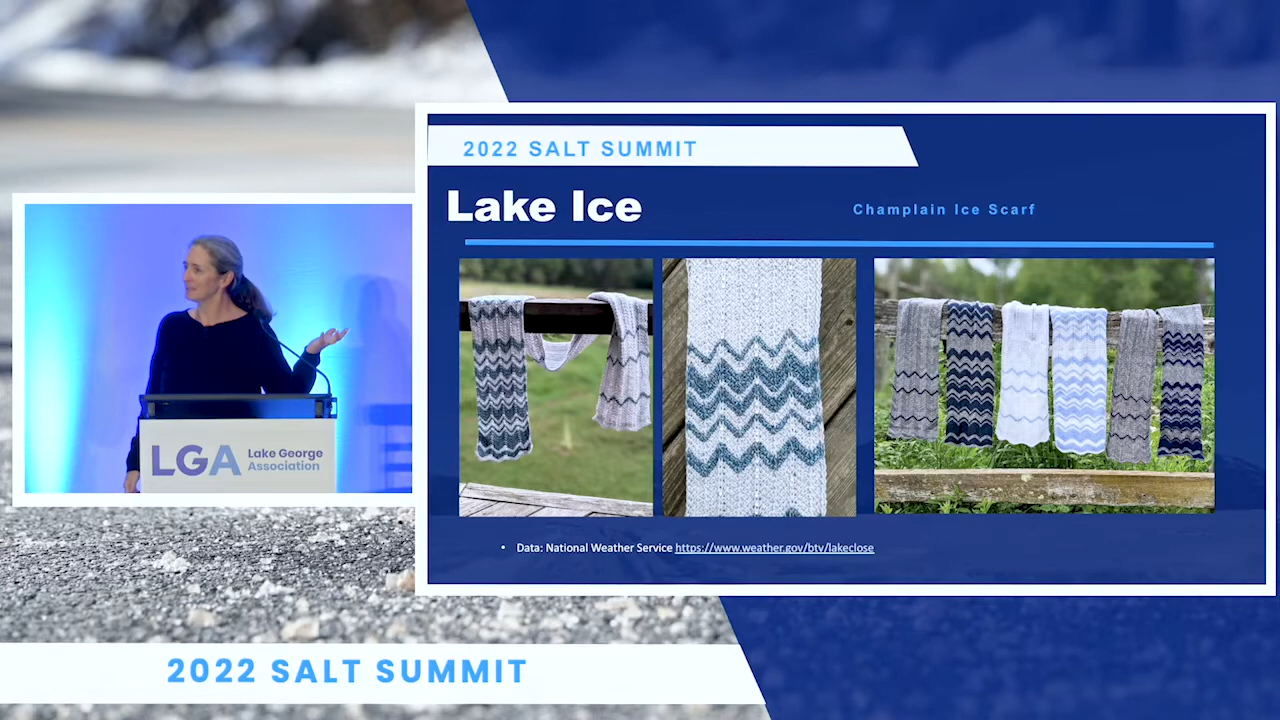 2022 SALT SUMMIT
Lake Ice
Champlain Ice Scarf
LGA Lake George
Association
• Data: National Weather Service https://www.weather.gov/btv/lakeclose
2022 SALT SUMMIT